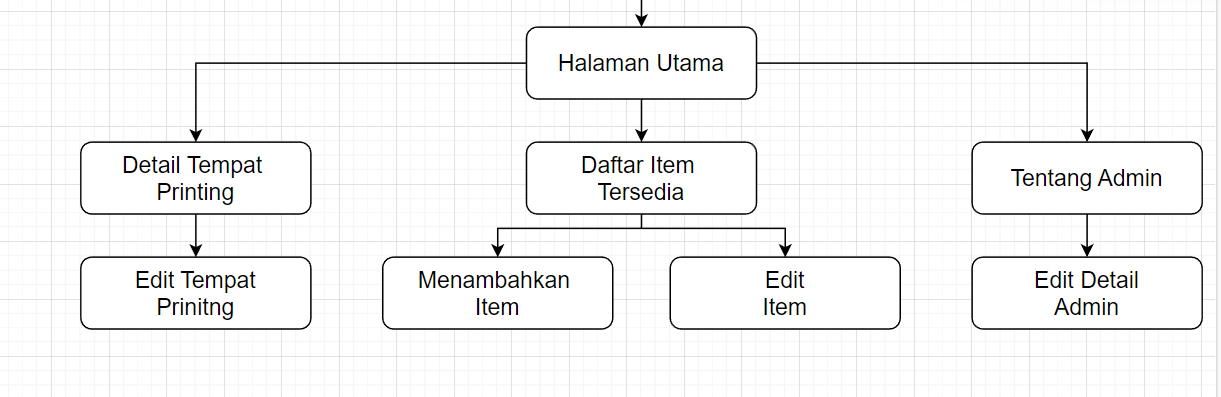 Halaman Utama
Detail Tempat
Printing
Daftar Item
Tersedia
Tentang Admin
Edit Tempat
Prinitng
Menambahkan
Item
Edit
Item
Edit Detail
Admin